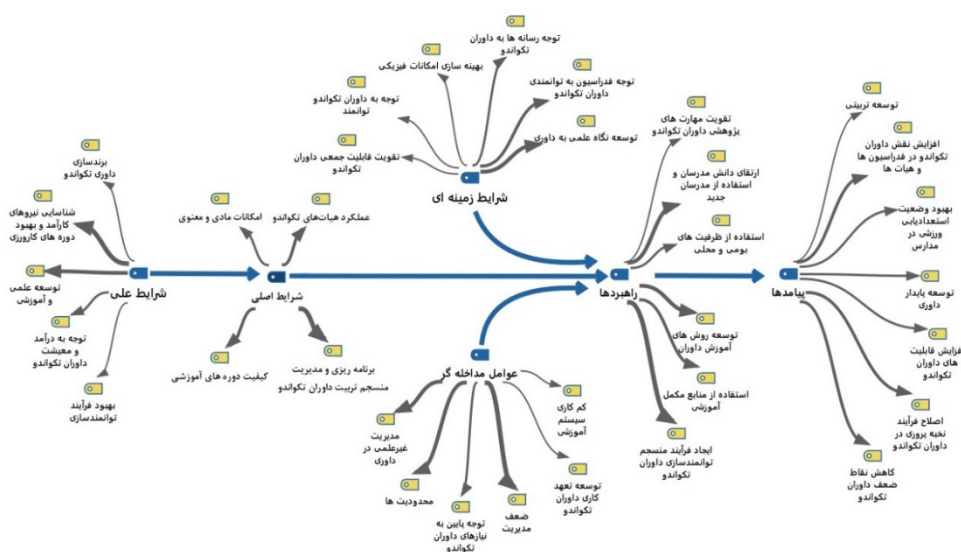 توجه رسانه ها به داوران
تکواندو
بهینه سازی امکانات فیزیکی
توجه فدراسیون به توانمندی
داوران تکواندو
توجه به داوران تکواندو
توانمند
توسعه نگاه علمی به داوری
تقویت قابلیت جمعی داوران
تکواندو
شرایط زمینه ای
برندسازی
داوری تکواندو
شناسایی نیروهای
کارآمد و بهبود
دوره های کارورزی
توسعه علمی
و آموزشی
توجه به درآمد
و معیشت
داوران تکواندو
بهبود فرآیند
توانمندسازی
شرایط علی
عملکرد هیات‌های تکواندو
امکانات مادی و معنوی
شرایط اصلی
برنامه ریزی و مدیریت
منسجم تربیت داوران تکواندو
کیفیت دوره های آموزشی
عوامل مداخله گر
کم کاری
سیستم
آموزشی
مدیریت
غیرعلمی در
داوری
محدودیت ها
توجه پایین به
نیازهای داوران
تکواندو
ضعف
مدیریت
توسعه تعهد
کاری داوران
تکواندو
تقویت مهارت های
پژوهشی داوران تکواندو
ارتقای دانش مدرسان و
استفاده از مدرسان
جدید
استفاده از ظرفیت های
بومی و محلی
راهبردها
توسعه روش های
آموزش داوران
استفاده از منابع مکمل
آموزشی
ایجاد فرآیند منسجم
توانمندسازی داوران
تکواندو
توسعه تربیتی
افزایش نقش داوران
تکواندو در فدراسیون ها
و هیات ها
بهبود وضعیت
استعدادیابی
ورزشی در
مدارس
پیامدها
توسعه پایدار
داوری
فزایش قابلیت
های داوران
تکواندو
اصلاح فرآیند
نخبه پروری در
داوران تکواندو
کاهش نقاط
ضعف داوران
تکواندو